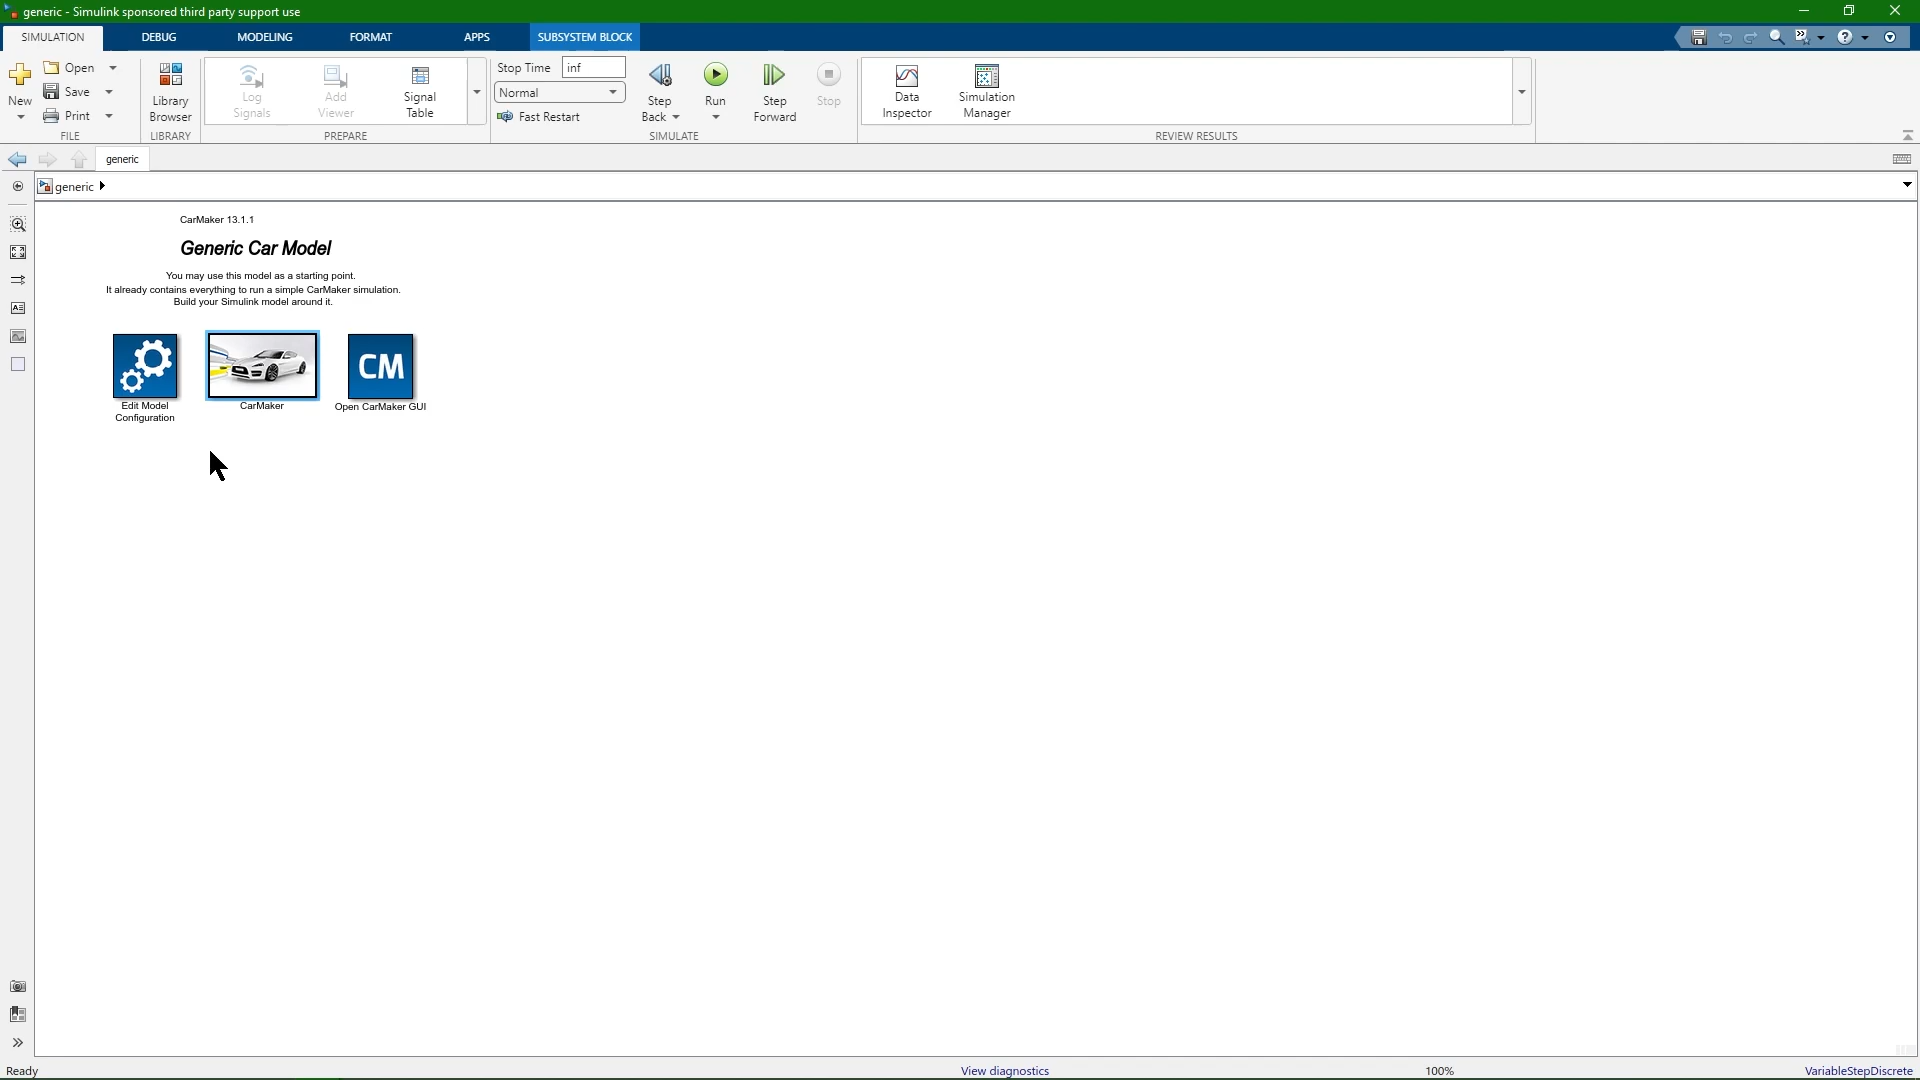 generic - Simulink sponsored third party support use
SIMULATION DEBUG MODELING FORMAT APPS SUBSYSTEM BLOCK
New
Open
Save
Print
FILE
Library
Browser
LIBRARY
Log
Signals
Add
Viewer
Signal
Table
PREPARE
Stop Time inf
Normal
Fast Restart
Step
Back
Run
Step
Forward
Stop
SIMULATE
Data
Inspector
Simulation
Manager
REVIEW RESULTS
generic
generic
CarMaker 13.1.1
Generic Car Model
You may use this model as a starting point.
It already contains everything to run a simple CarMaker simulation.
Build your Simulink model around it.
CM
Edit Model
Configuration
CarMaker
Open CarMaker GUI
Ready View diagnostics 100% VariableStepDiscrete